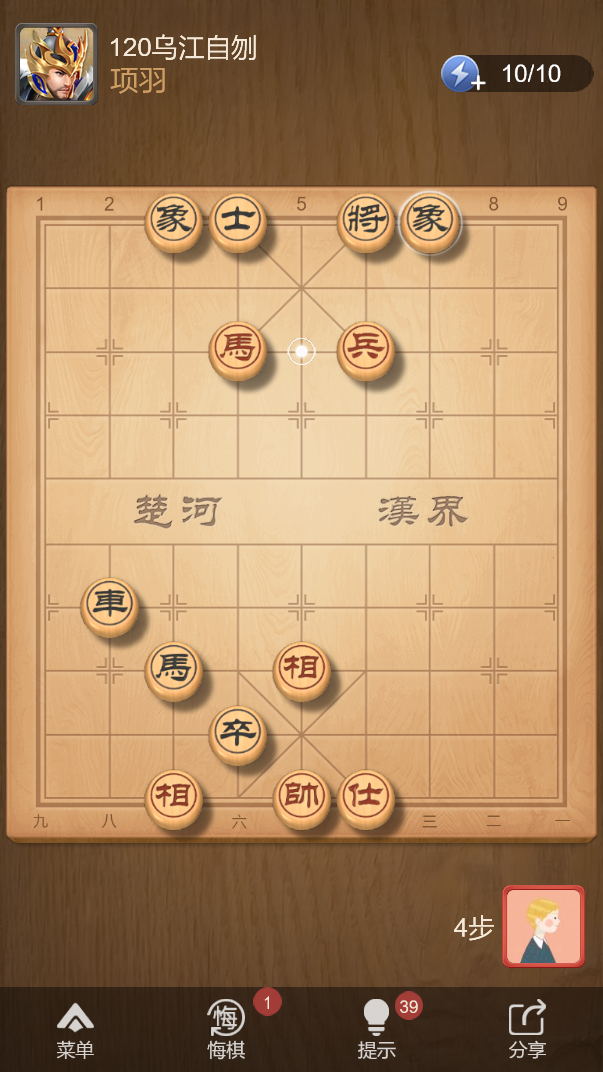 120乌江自刎
项羽
10/10
1 2 5 8 9
象 士 將 象
馬 兵
楚河 漢界
車
馬 相
卒
相 帥 仕
九 八 六 三 二 一
4步
1 39
菜单 悔棋 提示 分享